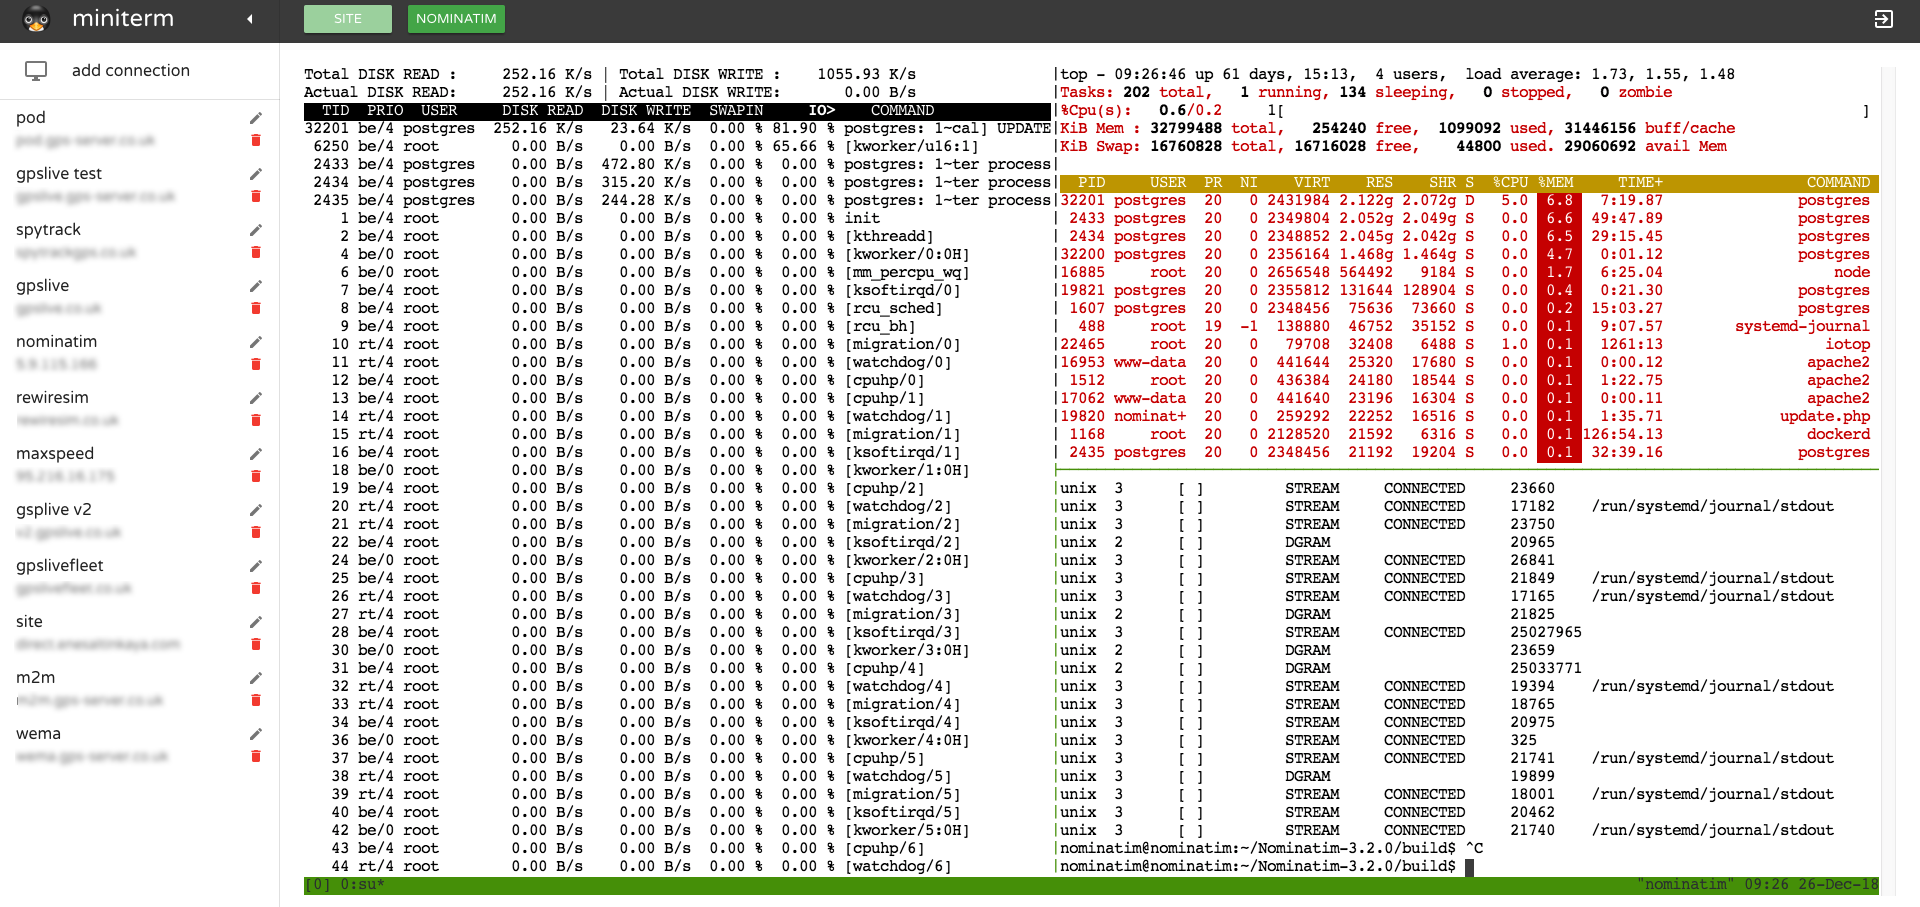 miniterm
SITE
NOMINATIM
add connection
pod
gpslive test
spytrack
gpslive
nominatim
rewiresim
maxspeed
gsplive v2
gpslivefleet
site
m2m
wema
Total DISK READ :     252.16 K/s | Total DISK WRITE :    1055.93 K/s
Actual DISK READ:     252.16 K/s | Actual DISK WRITE:       0.00 B/s
TID  PRIO  USER     DISK READ  DISK WRITE  SWAPIN     IO>    COMMAND
32201 be/4 postgres  252.16 K/s   23.64 K/s  0.00 % 81.90 % postgres: 1~cal] UPDATE
6250 be/4 root        0.00 B/s    0.00 B/s  0.00 % 65.66 % [kworker/u16:1]
2433 be/4 postgres    0.00 B/s  472.80 K/s  0.00 %  0.00 % postgres: 1~ter process
2434 be/4 postgres    0.00 B/s  315.20 K/s  0.00 %  0.00 % postgres: 1~ter process
2435 be/4 postgres    0.00 B/s  244.28 K/s  0.00 %  0.00 % postgres: 1~ter process
1 be/4 root        0.00 B/s    0.00 B/s  0.00 %  0.00 % init
2 be/4 root        0.00 B/s    0.00 B/s  0.00 %  0.00 % [kthreadd]
4 be/0 root        0.00 B/s    0.00 B/s  0.00 %  0.00 % [kworker/0:0H]
6 be/0 root        0.00 B/s    0.00 B/s  0.00 %  0.00 % [mm_percpu_wq]
7 be/4 root        0.00 B/s    0.00 B/s  0.00 %  0.00 % [ksoftirqd/0]
8 be/4 root        0.00 B/s    0.00 B/s  0.00 %  0.00 % [rcu_sched]
9 be/4 root        0.00 B/s    0.00 B/s  0.00 %  0.00 % [rcu_bh]
10 rt/4 root        0.00 B/s    0.00 B/s  0.00 %  0.00 % [migration/0]
11 rt/4 root        0.00 B/s    0.00 B/s  0.00 %  0.00 % [watchdog/0]
12 be/4 root        0.00 B/s    0.00 B/s  0.00 %  0.00 % [cpuhp/0]
13 be/4 root        0.00 B/s    0.00 B/s  0.00 %  0.00 % [cpuhp/1]
14 rt/4 root        0.00 B/s    0.00 B/s  0.00 %  0.00 % [watchdog/1]
15 rt/4 root        0.00 B/s    0.00 B/s  0.00 %  0.00 % [migration/1]
16 be/4 root        0.00 B/s    0.00 B/s  0.00 %  0.00 % [ksoftirqd/1]
18 be/0 root        0.00 B/s    0.00 B/s  0.00 %  0.00 % [kworker/1:0H]
19 be/4 root        0.00 B/s    0.00 B/s  0.00 %  0.00 % [cpuhp/2]
20 rt/4 root        0.00 B/s    0.00 B/s  0.00 %  0.00 % [watchdog/2]
21 rt/4 root        0.00 B/s    0.00 B/s  0.00 %  0.00 % [migration/2]
22 be/4 root        0.00 B/s    0.00 B/s  0.00 %  0.00 % [ksoftirqd/2]
24 be/0 root        0.00 B/s    0.00 B/s  0.00 %  0.00 % [kworker/2:0H]
25 be/4 root        0.00 B/s    0.00 B/s  0.00 %  0.00 % [cpuhp/3]
26 rt/4 root        0.00 B/s    0.00 B/s  0.00 %  0.00 % [watchdog/3]
27 rt/4 root        0.00 B/s    0.00 B/s  0.00 %  0.00 % [migration/3]
28 be/4 root        0.00 B/s    0.00 B/s  0.00 %  0.00 % [ksoftirqd/3]
30 be/0 root        0.00 B/s    0.00 B/s  0.00 %  0.00 % [kworker/3:0H]
31 be/4 root        0.00 B/s    0.00 B/s  0.00 %  0.00 % [cpuhp/4]
32 rt/4 root        0.00 B/s    0.00 B/s  0.00 %  0.00 % [watchdog/4]
33 rt/4 root        0.00 B/s    0.00 B/s  0.00 %  0.00 % [migration/4]
34 be/4 root        0.00 B/s    0.00 B/s  0.00 %  0.00 % [ksoftirqd/4]
36 be/0 root        0.00 B/s    0.00 B/s  0.00 %  0.00 % [kworker/4:0H]
37 be/4 root        0.00 B/s    0.00 B/s  0.00 %  0.00 % [cpuhp/5]
38 rt/4 root        0.00 B/s    0.00 B/s  0.00 %  0.00 % [watchdog/5]
39 rt/4 root        0.00 B/s    0.00 B/s  0.00 %  0.00 % [migration/5]
40 be/4 root        0.00 B/s    0.00 B/s  0.00 %  0.00 % [ksoftirqd/5]
42 be/0 root        0.00 B/s    0.00 B/s  0.00 %  0.00 % [kworker/5:0H]
43 be/4 root        0.00 B/s    0.00 B/s  0.00 %  0.00 % [cpuhp/6]
44 rt/4 root        0.00 B/s    0.00 B/s  0.00 %  0.00 % [watchdog/6]
top - 09:26:46 up 61 days, 15:13,  4 users,  load average: 1.73, 1.55, 1.48
Tasks: 202 total,   1 running, 134 sleeping,   0 stopped,   0 zombie
%Cpu(s):   0.6/0.2     1[                                                                ]
KiB Mem : 32799488 total,   254240 free,  1099092 used, 31446156 buff/cache
KiB Swap: 16760828 total, 16716028 free,    44800 used. 29060692 avail Mem
PID     USER  PR  NI    VIRT    RES    SHR S  %CPU %MEM     TIME+                COMMAND
32201 postgres  20   0 2431984 2.122g 2.072g D   5.0  6.8   7:19.87 postgres
2433 postgres  20   0 2349804 2.052g 2.049g S   0.0  6.6  49:47.89 postgres
2434 postgres  20   0 2348852 2.045g 2.042g S   0.0  6.5  29:15.45 postgres
32200 postgres  20   0 2356164 1.468g 1.464g S   0.0  4.7   0:01.12 postgres
16885     root  20   0 2656548 564492   9184 S   0.0  1.7   6:25.04 node
19821 postgres  20   0 2355812 131644 128904 S   0.0  0.4   0:21.30 postgres
1607 postgres  20   0 2348456  75636  73660 S   0.0  0.2  15:03.27 postgres
488     root  19  -1  138880  46752  35152 S   0.0  0.1   9:07.57 systemd-journal
22465     root  20   0   79708  32408   6488 S   1.0  0.1   1261:13 iotop
16953 www-data  20   0  441644  25320  17680 S   0.0  0.1   0:00.12 apache2
1512     root  20   0  436384  24180  18544 S   0.0  0.1   1:22.75 apache2
17062 www-data  20   0  441640  23196  16304 S   0.0  0.1   0:00.11 apache2
19820 nominat+  20   0  259292  22252  16516 S   0.0  0.1   1:35.71 update.php
1168     root  20   0 2128520  21592   6316 S   0.0  0.1 126:54.13 dockerd
2435 postgres  20   0 2348456  21192  19204 S   0.0  0.1  32:39.16 postgres
unix  3      [ ]         STREAM     CONNECTED     23660
unix  3      [ ]         STREAM     CONNECTED     17182    /run/systemd/journal/stdout
unix  3      [ ]         STREAM     CONNECTED     23750
unix  2      [ ]         DGRAM                    20965
unix  3      [ ]         STREAM     CONNECTED     26841
unix  3      [ ]         STREAM     CONNECTED     21849    /run/systemd/journal/stdout
unix  3      [ ]         STREAM     CONNECTED     17165    /run/systemd/journal/stdout
unix  2      [ ]         DGRAM                    21825
unix  3      [ ]         STREAM     CONNECTED     25027965
unix  2      [ ]         DGRAM                    23659
unix  2      [ ]         DGRAM                    25033771
unix  3      [ ]         STREAM     CONNECTED     19394    /run/systemd/journal/stdout
unix  3      [ ]         STREAM     CONNECTED     18765
unix  3      [ ]         STREAM     CONNECTED     20975
unix  3      [ ]         STREAM     CONNECTED     325
unix  3      [ ]         STREAM     CONNECTED     21741    /run/systemd/journal/stdout
unix  3      [ ]         DGRAM                    19899
unix  3      [ ]         STREAM     CONNECTED     18001    /run/systemd/journal/stdout
unix  3      [ ]         STREAM     CONNECTED     20462
unix  3      [ ]         STREAM     CONNECTED     21740    /run/systemd/journal/stdout
nominatim@nominatim:~/Nominatim-3.2.0/build$ ^C
nominatim@nominatim:~/Nominatim-3.2.0/build$
[0] 0:su*
"nominatim" 09:26 26-Dec-18